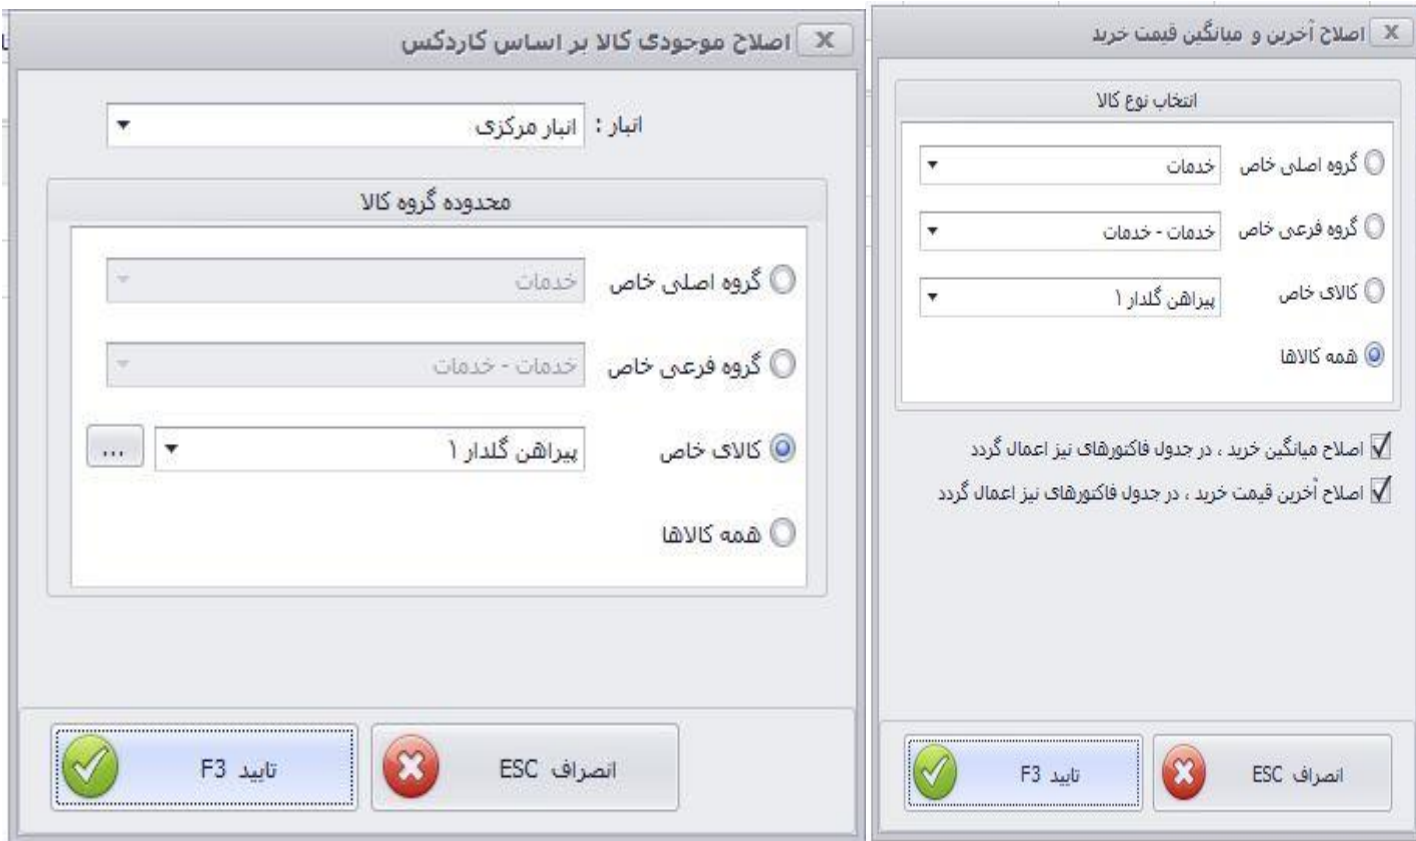 اصلاح آخرین و میانگین قیمت خرید
انتخاب نوع کالا
گروه اصلی خاص خدمات
گروه فرعی خاص خدمات - خدمات
کالای خاص پیراهن گلدار ۱
همه کالاها
اصلاح میانگین خرید ، در جدول فاکتورهای نیز اعمال گردد
اصلاح آخرین قیمت خرید ، در جدول فاکتورهای نیز اعمال گردد
انصراف ESC
تایید F3
اصلاح موجودی کالا بر اساس کاردکس
انبار : انبار مرکزی
محدوده گروه کالا
گروه اصلی خاص خدمات
گروه فرعی خاص خدمات - خدمات
کالای خاص پیراهن گلدار ۱ ...
همه کالاها
انصراف ESC
تایید F3